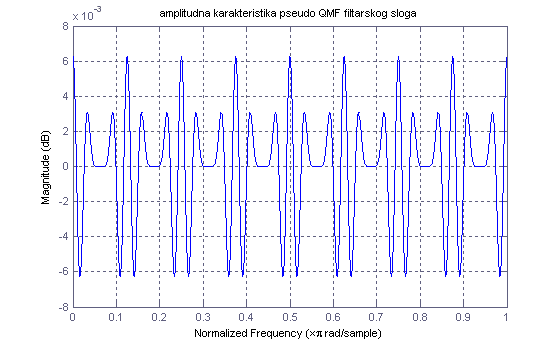 x 10^-3
amplitudna karakteristika pseudo QMF filtarskog sloga
8
6
4
2
0
-2
-4
-6
-8
Magnitude (dB)
0 0.1 0.2 0.3 0.4 0.5 0.6 0.7 0.8 0.9 1
Normalized Frequency (×π rad/sample)